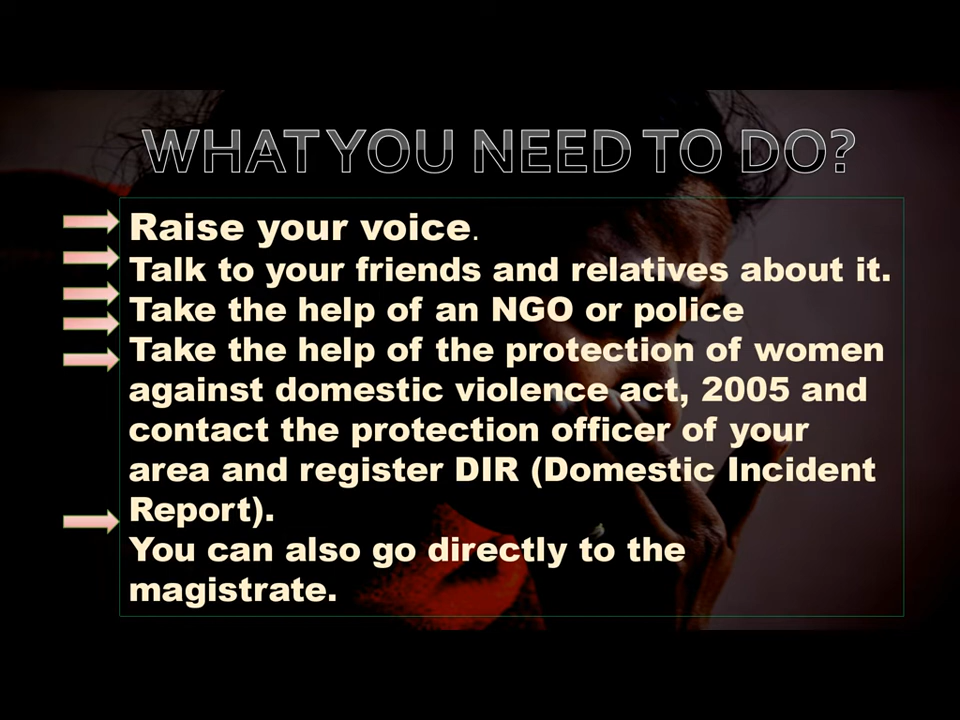 WHAT YOU NEED TO DO?
Raise your voice.
Talk to your friends and relatives about it.
Take the help of an NGO or police
Take the help of the protection of women
against domestic violence act, 2005 and
contact the protection officer of your
area and register DIR (Domestic Incident
Report).
You can also go directly to the
magistrate.